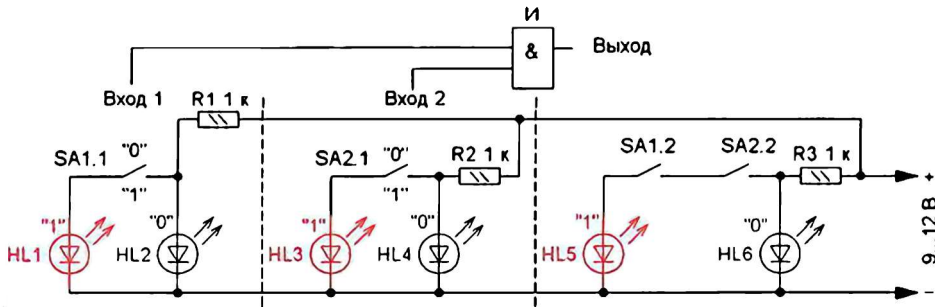 И
&
Выход
Вход 1
Вход 2
R1 1 к
SA1.1
"0"
"1"
SA2.1
"0"
"1"
R2 1 к
SA1.2
SA2.2
R3 1 к
+
"1"
HL1
"0"
HL2
"1"
HL3
"0"
HL4
"1"
HL5
"0"
HL6
9...12 В
-